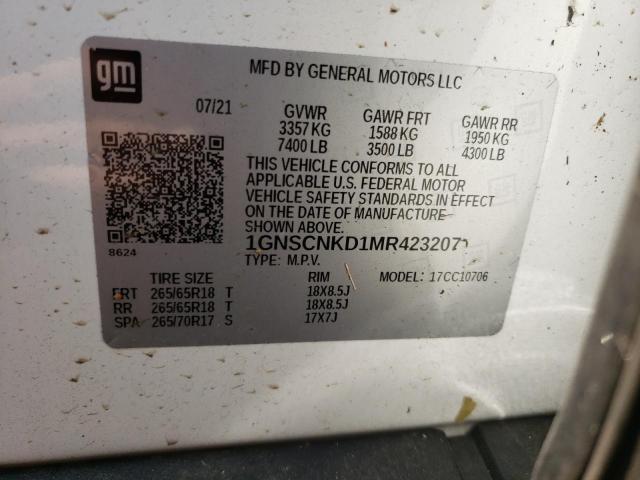 gm
MFD BY GENERAL MOTORS LLC
07/21 GVWR GAWR FRT GAWR RR
3357 KG 1588 KG 1950 KG
7400 LB 3500 LB 4300 LB
THIS VEHICLE CONFORMS TO ALL
APPLICABLE U.S. FEDERAL MOTOR
VEHICLE SAFETY STANDARDS IN EFFECT
ON THE DATE OF MANUFACTURE
SHOWN ABOVE.
8624
1GNSCNKD1MR423207
TYPE: M.P.V.
TIRE SIZE RIM MODEL: 17CC10706
FRT 265/65R18 T 18X8.5J
RR 265/65R18 T 18X8.5J
SPA 265/70R17 S 17X7J